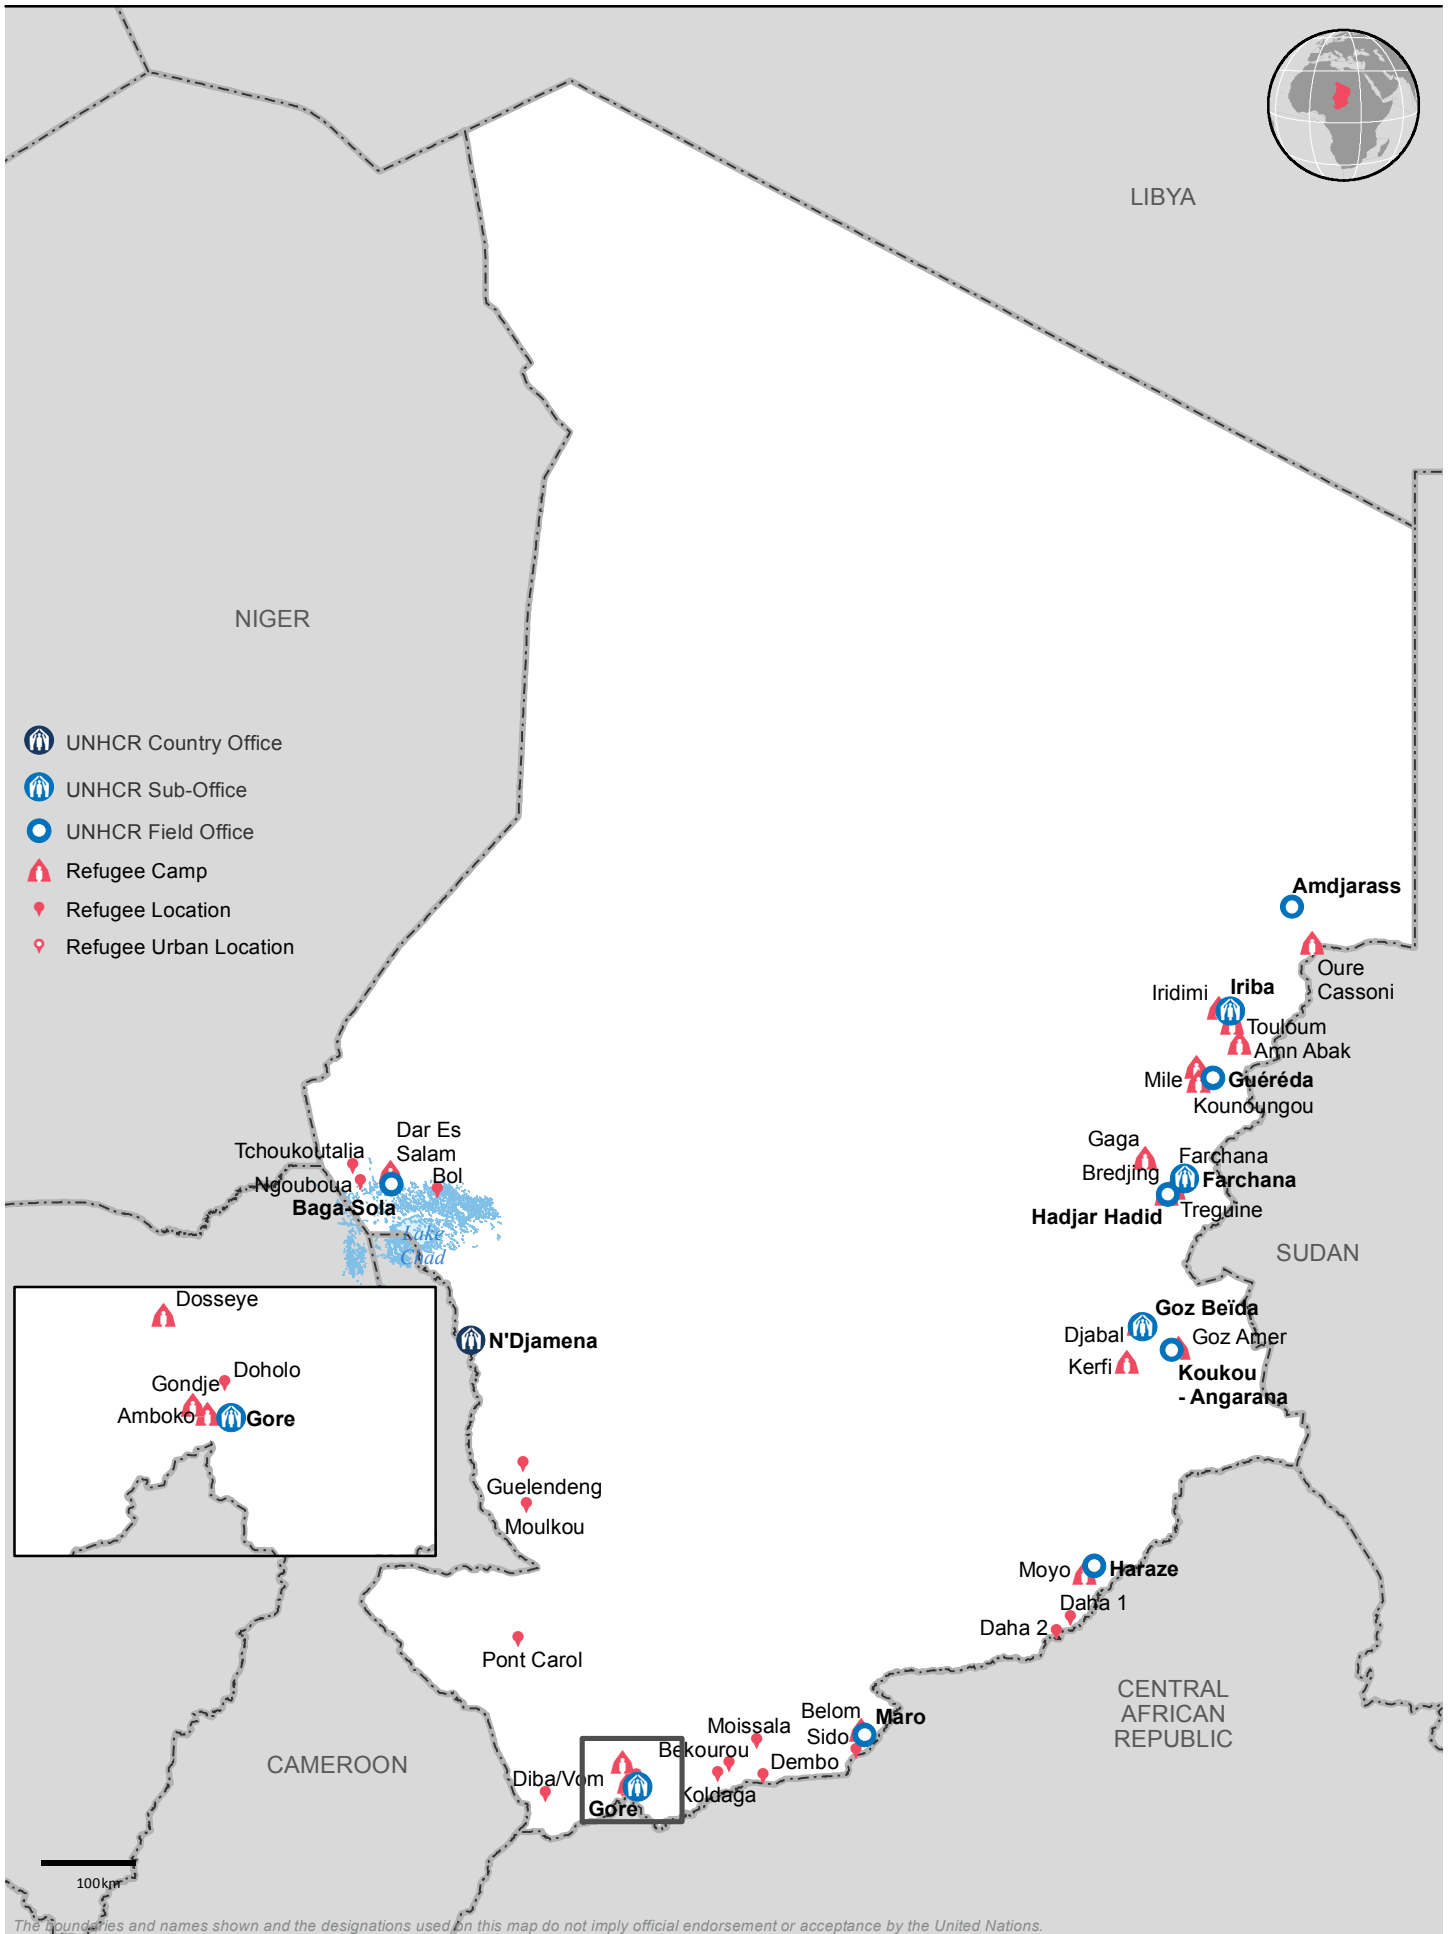 LIBYA
NIGER
UNHCR Country Office
UNHCR Sub-Office
UNHCR Field Office
Refugee Camp
Refugee Location
Refugee Urban Location
Amdjarass
Oure
Cassoni
Iriba
Iridimi
Touloum
Amn Abak
Mile
Guéréda
Kounoungou
Gaga
Farchana
Bredjing
Farchana
Hadjar Hadid
Treguine
SUDAN
Dar Es
Salam
Tchoukoutalia
Bol
Ngouboua
Baga-Sola
Lake
Chad
Goz Beïda
Djabal
Goz Amer
Kerfi
Koukou
- Angarana
Dosseye
Doholo
Gondje
Amboko
Gore
N'Djamena
Guelendeng
Moulkou
Moyo
Haraze
Daha 1
Daha 2
Pont Carol
CENTRAL
AFRICAN
REPUBLIC
Belom
Maro
Sido
Moissala
Bekourou
Dembo
Diba/Vom
Koldaga
Gore
CAMEROON
100km
The boundaries and names shown and the designations used on this map do not imply official endorsement or acceptance by the United Nations.